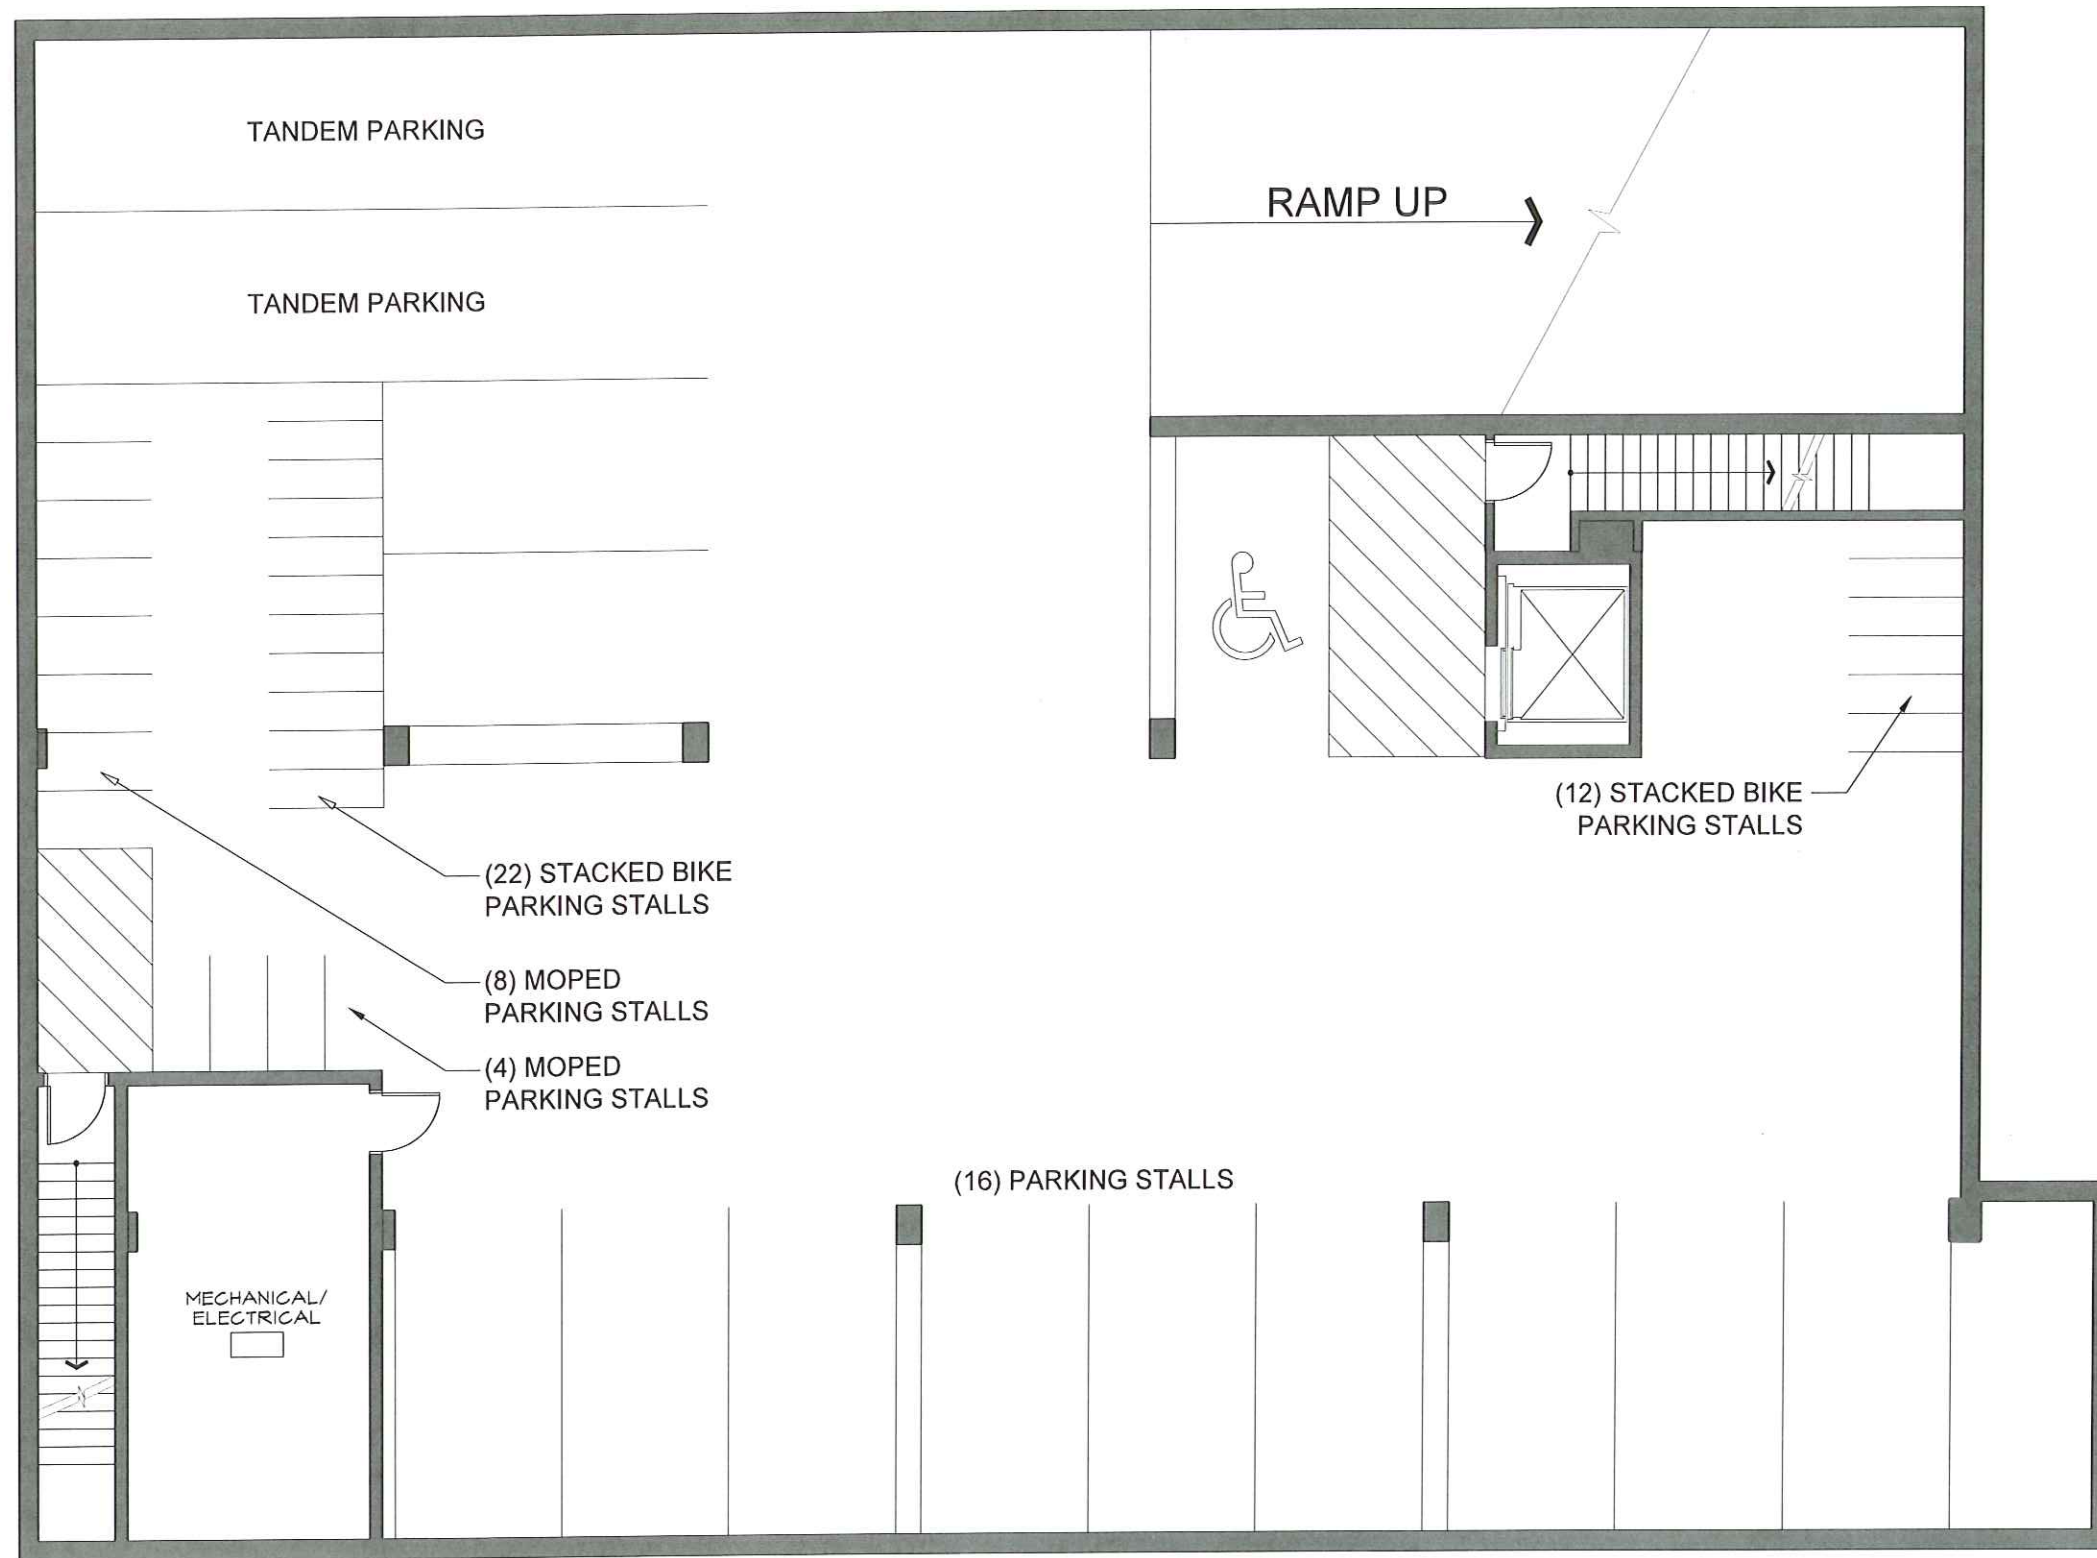 TANDEM PARKING
RAMP UP
TANDEM PARKING
(12) STACKED BIKE
PARKING STALLS
(22) STACKED BIKE
PARKING STALLS
(8) MOPED
PARKING STALLS
(4) MOPED
PARKING STALLS
(16) PARKING STALLS
MECHANICAL/
ELECTRICAL